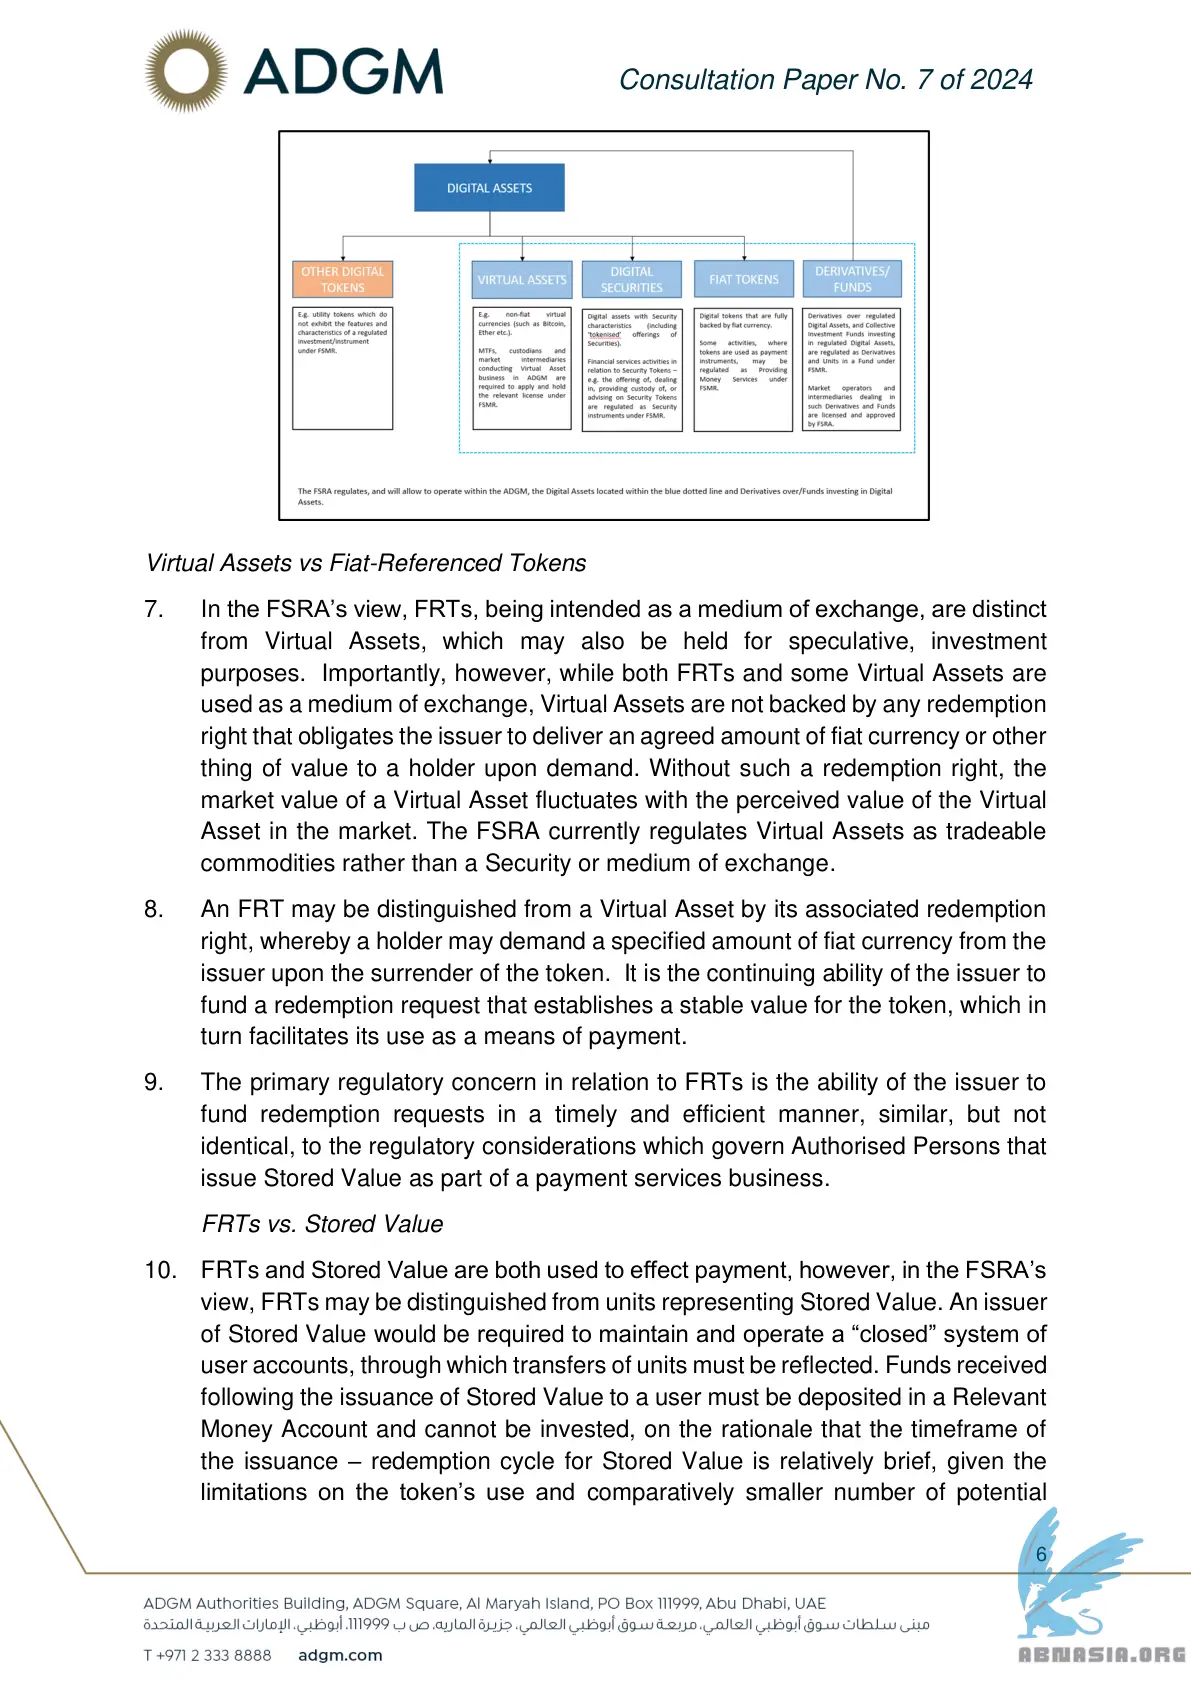 ADGM
Consultation Paper No. 7 of 2024
DIGITAL ASSETS
OTHER DIGITAL
TOKENS
VIRTUAL ASSETS
DIGITAL
SECURITIES
FIAT TOKENS
DERIVATIVES/
FUNDS
E.g. utility tokens which do
not exhibit the features and
characteristics of a regulated
investment/instrument
under FSMR.
E.g. non-fiat virtual
currencies (such as Bitcoin,
Ether etc.).
MTFs, custodians and
market intermediaries
conducting Virtual Asset
business in ADGM are
required to apply and hold
the relevant license under
FSMR.
Digital assets with Security
characteristics (including
'tokenised' offerings of
Securities).
Financial services activities in
relation to Security Tokens –
e.g. the offering of, dealing
in, providing custody of, or
advising on Security Tokens
are regulated as Security
instruments under FSMR.
Digital tokens that are fully
backed by fiat currency.
Some activities, where
tokens are used as payment
instruments, may be
regulated as Providing
Money Services under
FSMR.
Derivatives over regulated
Digital Assets, and Collective
Investment Funds investing
in regulated Digital Assets,
are regulated as Derivatives
and Units in a Fund under
FSMR.
Market operators and
intermediaries dealing in
such Derivatives and Funds
are licensed and approved
by FSRA.
The FSRA regulates, and will allow to operate within the ADGM, the Digital Assets located within the blue dotted line and Derivatives over/Funds investing in Digital
Assets.
Virtual Assets vs Fiat-Referenced Tokens
7. In the FSRA's view, FRTs, being intended as a medium of exchange, are distinct
from Virtual Assets, which may also be held for speculative, investment
purposes. Importantly, however, while both FRTs and some Virtual Assets are
used as a medium of exchange, Virtual Assets are not backed by any redemption
right that obligates the issuer to deliver an agreed amount of fiat currency or other
thing of value to a holder upon demand. Without such a redemption right, the
market value of a Virtual Asset fluctuates with the perceived value of the Virtual
Asset in the market. The FSRA currently regulates Virtual Assets as tradeable
commodities rather than a Security or medium of exchange.
8. An FRT may be distinguished from a Virtual Asset by its associated redemption
right, whereby a holder may demand a specified amount of fiat currency from the
issuer upon the surrender of the token. It is the continuing ability of the issuer to
fund a redemption request that establishes a stable value for the token, which in
turn facilitates its use as a means of payment.
9. The primary regulatory concern in relation to FRTs is the ability of the issuer to
fund redemption requests in a timely and efficient manner, similar, but not
identical, to the regulatory considerations which govern Authorised Persons that
issue Stored Value as part of a payment services business.
FRTs vs. Stored Value
10. FRTs and Stored Value are both used to effect payment, however, in the FSRA's
view, FRTs may be distinguished from units representing Stored Value. An issuer
of Stored Value would be required to maintain and operate a “closed” system of
user accounts, through which transfers of units must be reflected. Funds received
following the issuance of Stored Value to a user must be deposited in a Relevant
Money Account and cannot be invested, on the rationale that the timeframe of
the issuance – redemption cycle for Stored Value is relatively brief, given the
limitations on the token's use and comparatively smaller number of potential
6
ADGM Authorities Building, ADGM Square, Al Maryah Island, PO Box 111999, Abu Dhabi, UAE
مبنى سلطات سوق أبوظبي العالمي، مربعة سوق أبوظبي العالمي، جزيرة الماريه، ص ب 111999، أبوظبي، الإمارات العربية المتحدة
T +971 2 333 8888 adgm.com
ABMASIA.ORG